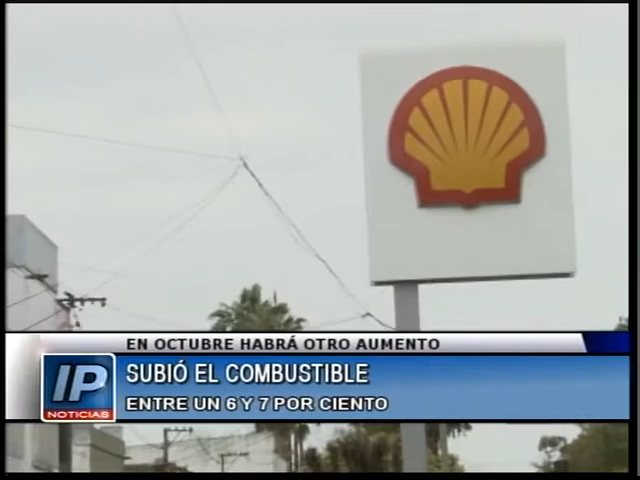 EN OCTUBRE HABRÁ OTRO AUMENTO
IP
NOTICIAS
SUBIÓ EL COMBUSTIBLE
ENTRE UN 6 Y 7 POR CIENTO